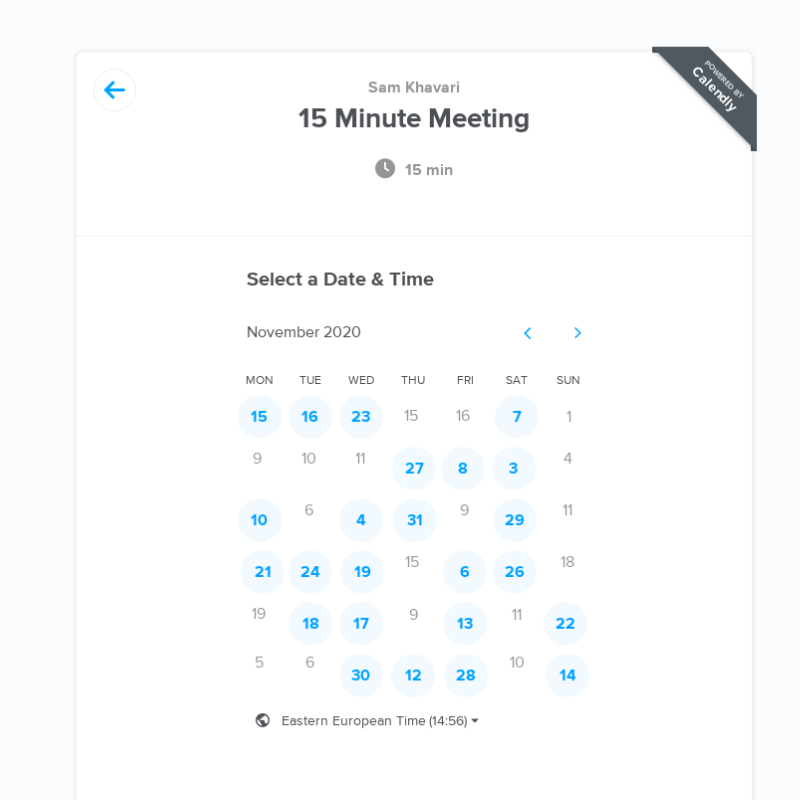 POWERED BY
Calendly
Sam Khavari
15 Minute Meeting
15 min
Select a Date & Time
November 2020
MON TUE WED THU FRI SAT SUN
15 16 23 15 16 7 1
9 10 11 27 8 3 4
10 6 4 31 9 29 11
21 24 19 15 6 26 18
19 18 17 9 13 11 22
5 6 30 12 28 10 14
Eastern European Time (14:56)